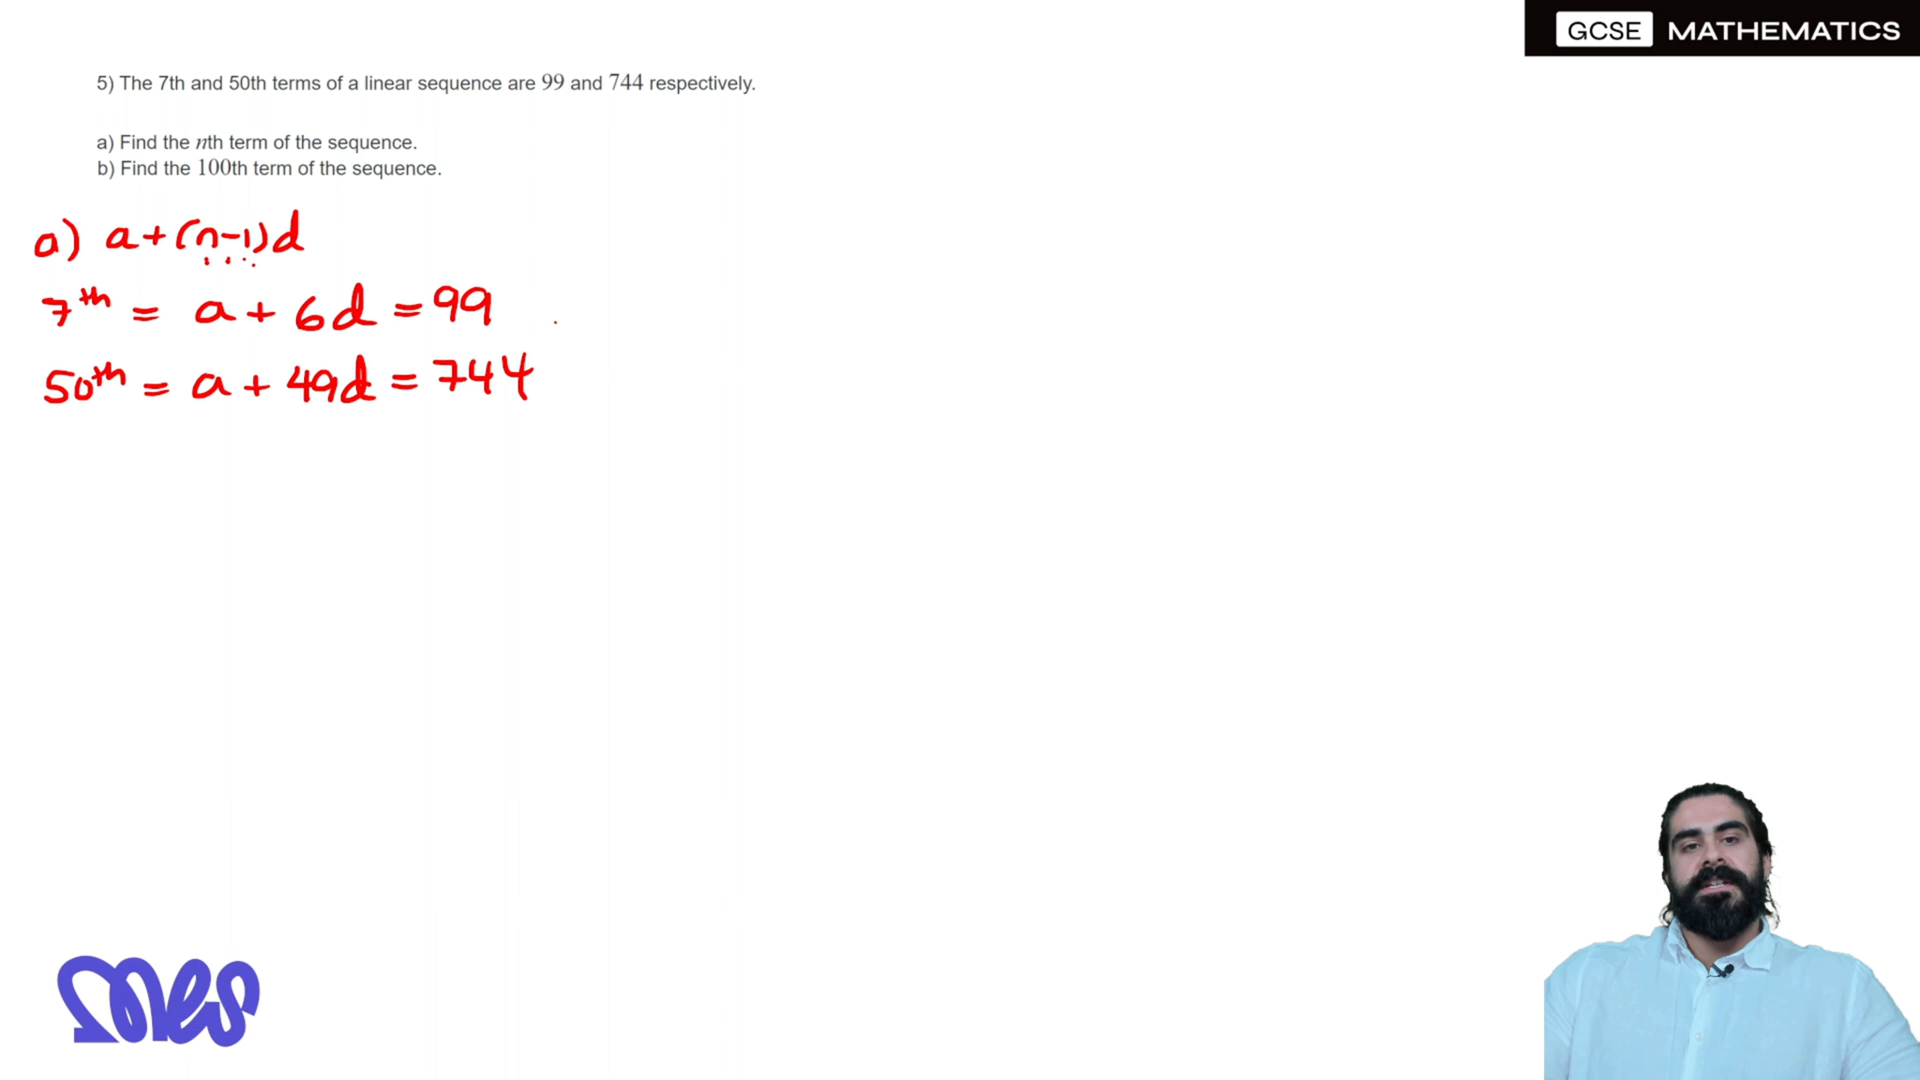 GCSE MATHEMATICS
5) The 7th and 50th terms of a linear sequence are 99 and 744 respectively.
a) Find the nth term of the sequence.
b) Find the 100th term of the sequence.
a) a+(n-1)d
7th = a + 6d = 99
50th = a + 49d = 744
mes